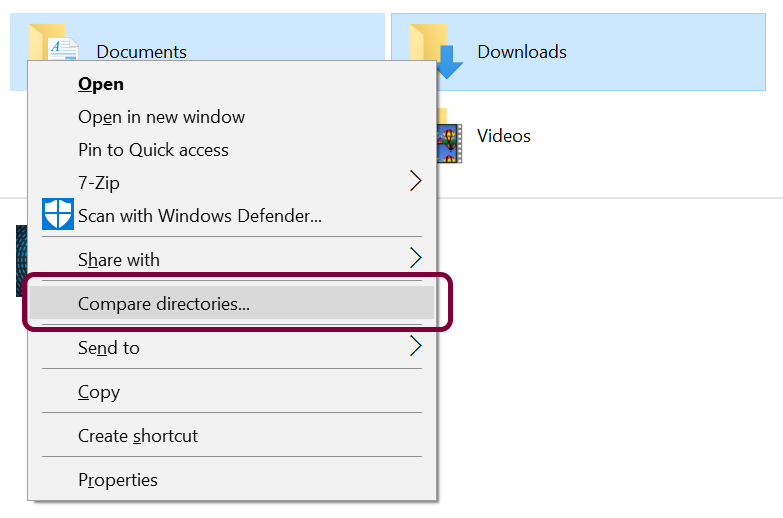 Documents
Downloads
Open
Open in new window
Videos
Pin to Quick access
7-Zip
Scan with Windows Defender...
Share with
Compare directories...
Send to
Copy
Create shortcut
Properties